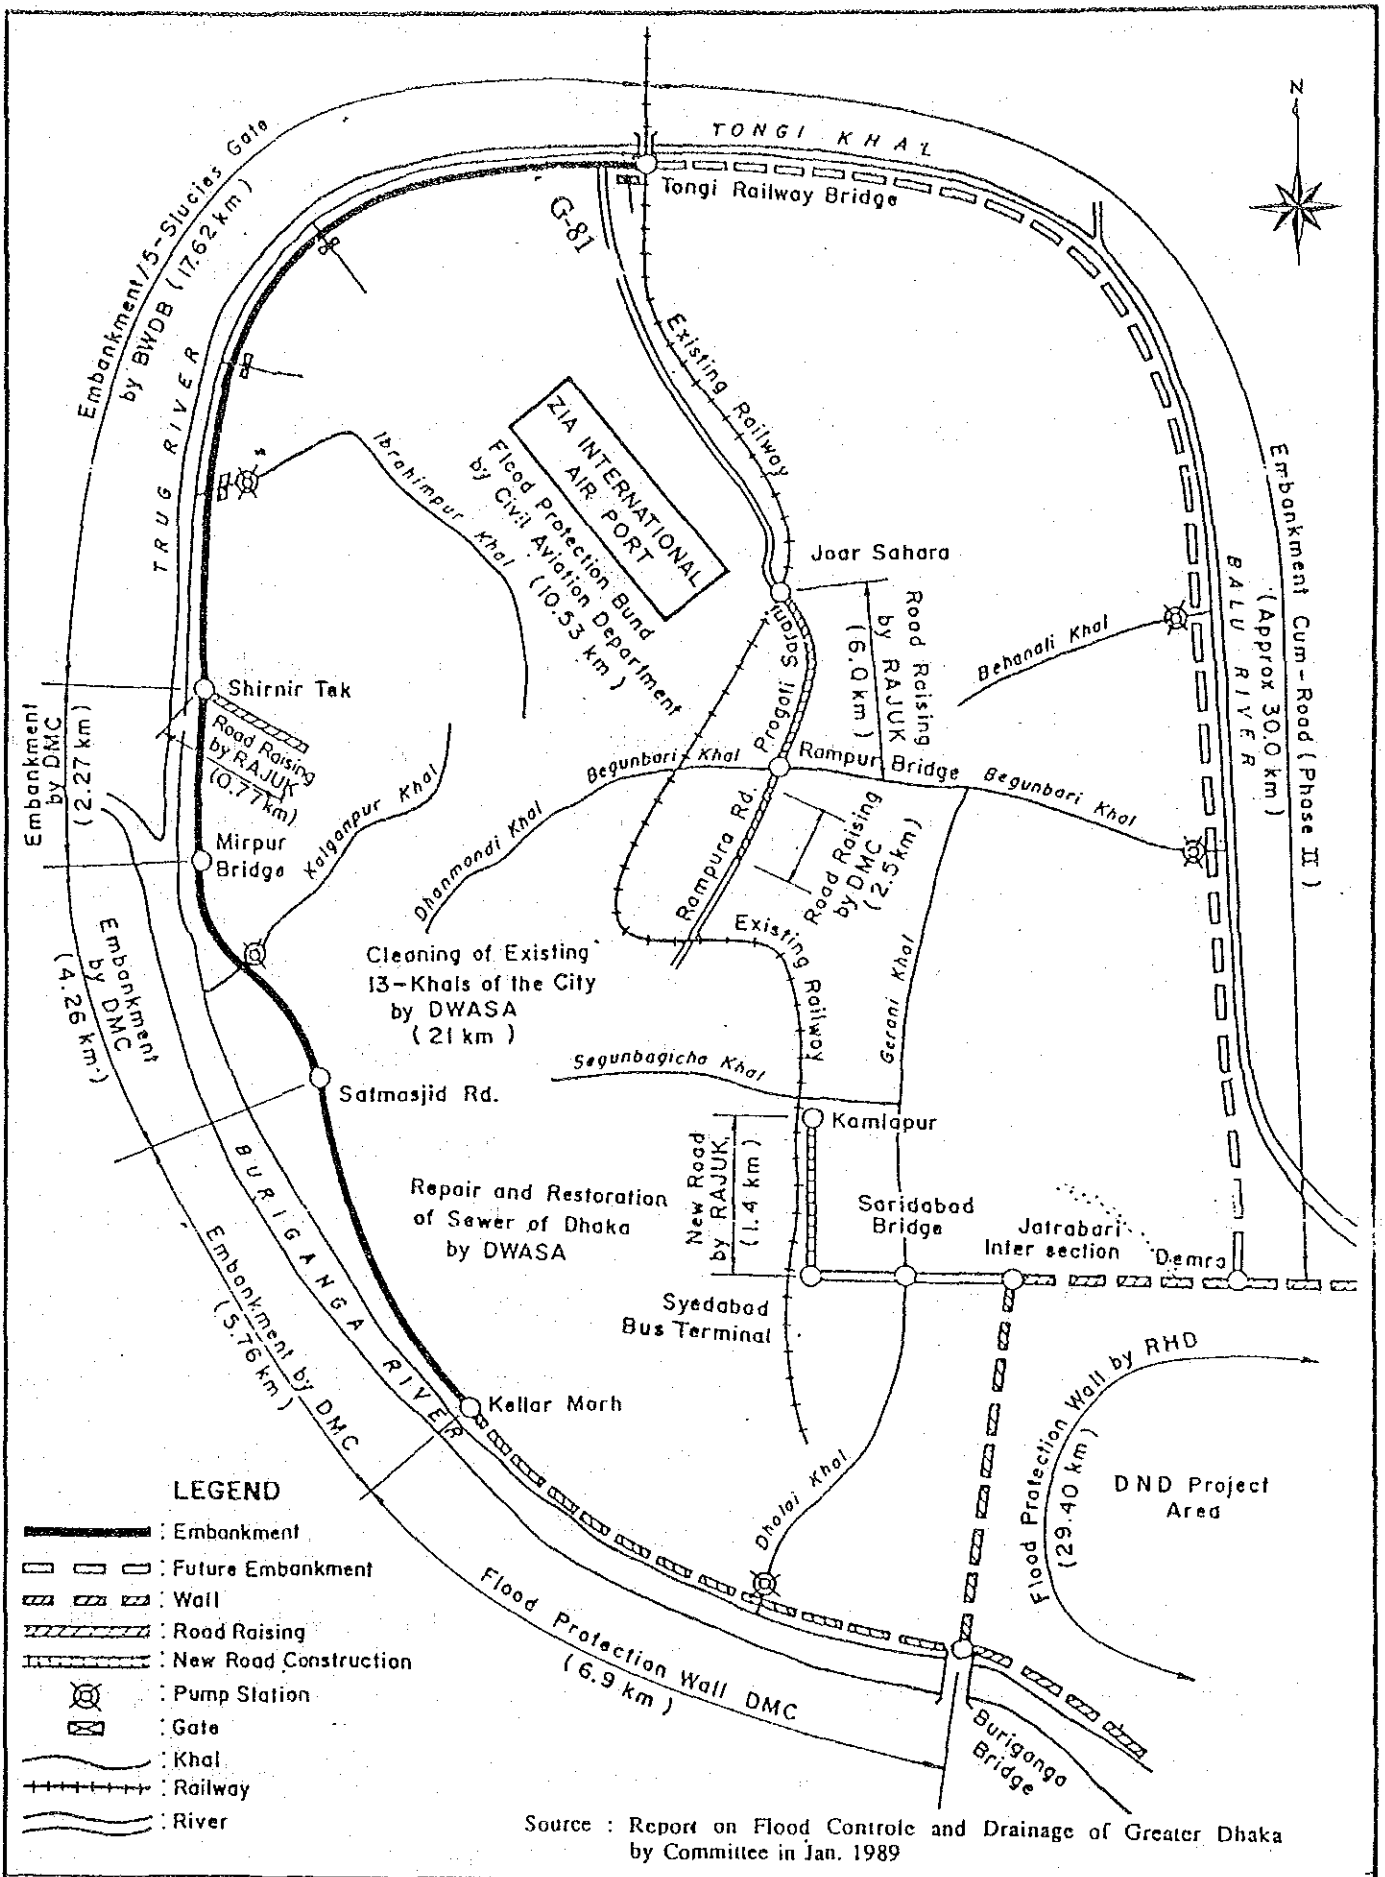 N
TONGI KHAL
Tongi Railway Bridge
G-81
Embankment/5-Slucies Gate
by BWDB (17.62 km)
TRUG RIVER
Existing Railway
ZIA INTERNATIONAL
AIR PORT
Flood Protection Bund
by Civil Aviation Department
(10.53 km)
Ibrahimpur Khal
Joar Sahara
Road Raising
by RAJUK
(6.0 km)
Progati Sarani
Behanali Khal
BALU RIVER
Embankment Cum-Road (Phase III)
(Approx 30.0 km)
Shirnir Tek
Road Raising
by RAJUK
(0.77km)
Embankment
by DMC
(2.27km)
Mirpur
Bridge
Kalganpur Khal
Begunbari Khal
Rampur Bridge
Begunbari Khal
Dhanmondi Khal
Rampura Rd.
Road Raising
by DMC
(2.5km)
Existing Railway
Gerani Khal
Cleaning of Existing
13-Khals of the City
by DWASA
(21 km)
Embankment
by DMC
(4.26 km)
Segunbagicha Khal
Satmasjid Rd.
Kamlapur
New Road
by RAJUK
(1.4 km)
Repair and Restoration
of Sewer of Dhaka
by DWASA
Saridabad
Bridge
Jatrabari
Inter section
Demra
BURIGANGA RIVER
Embankment by DMC
(5.76 km)
Syedabad
Bus Terminal
Kellar Morh
Dholai Khal
Flood Protection Wall by RHD
(29.40 km)
DND Project
Area
Flood Protection Wall DMC
(6.9 km)
Buriganga
Bridge
LEGEND
: Embankment
: Future Embankment
: Wall
: Road Raising
: New Road Construction
: Pump Station
: Gate
: Khal
: Railway
: River
Source : Report on Flood Controle and Drainage of Greater Dhaka
by Committee in Jan. 1989